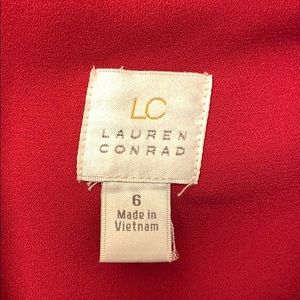 LC
LAUREN
CONRAD
6
Made in
Vietnam